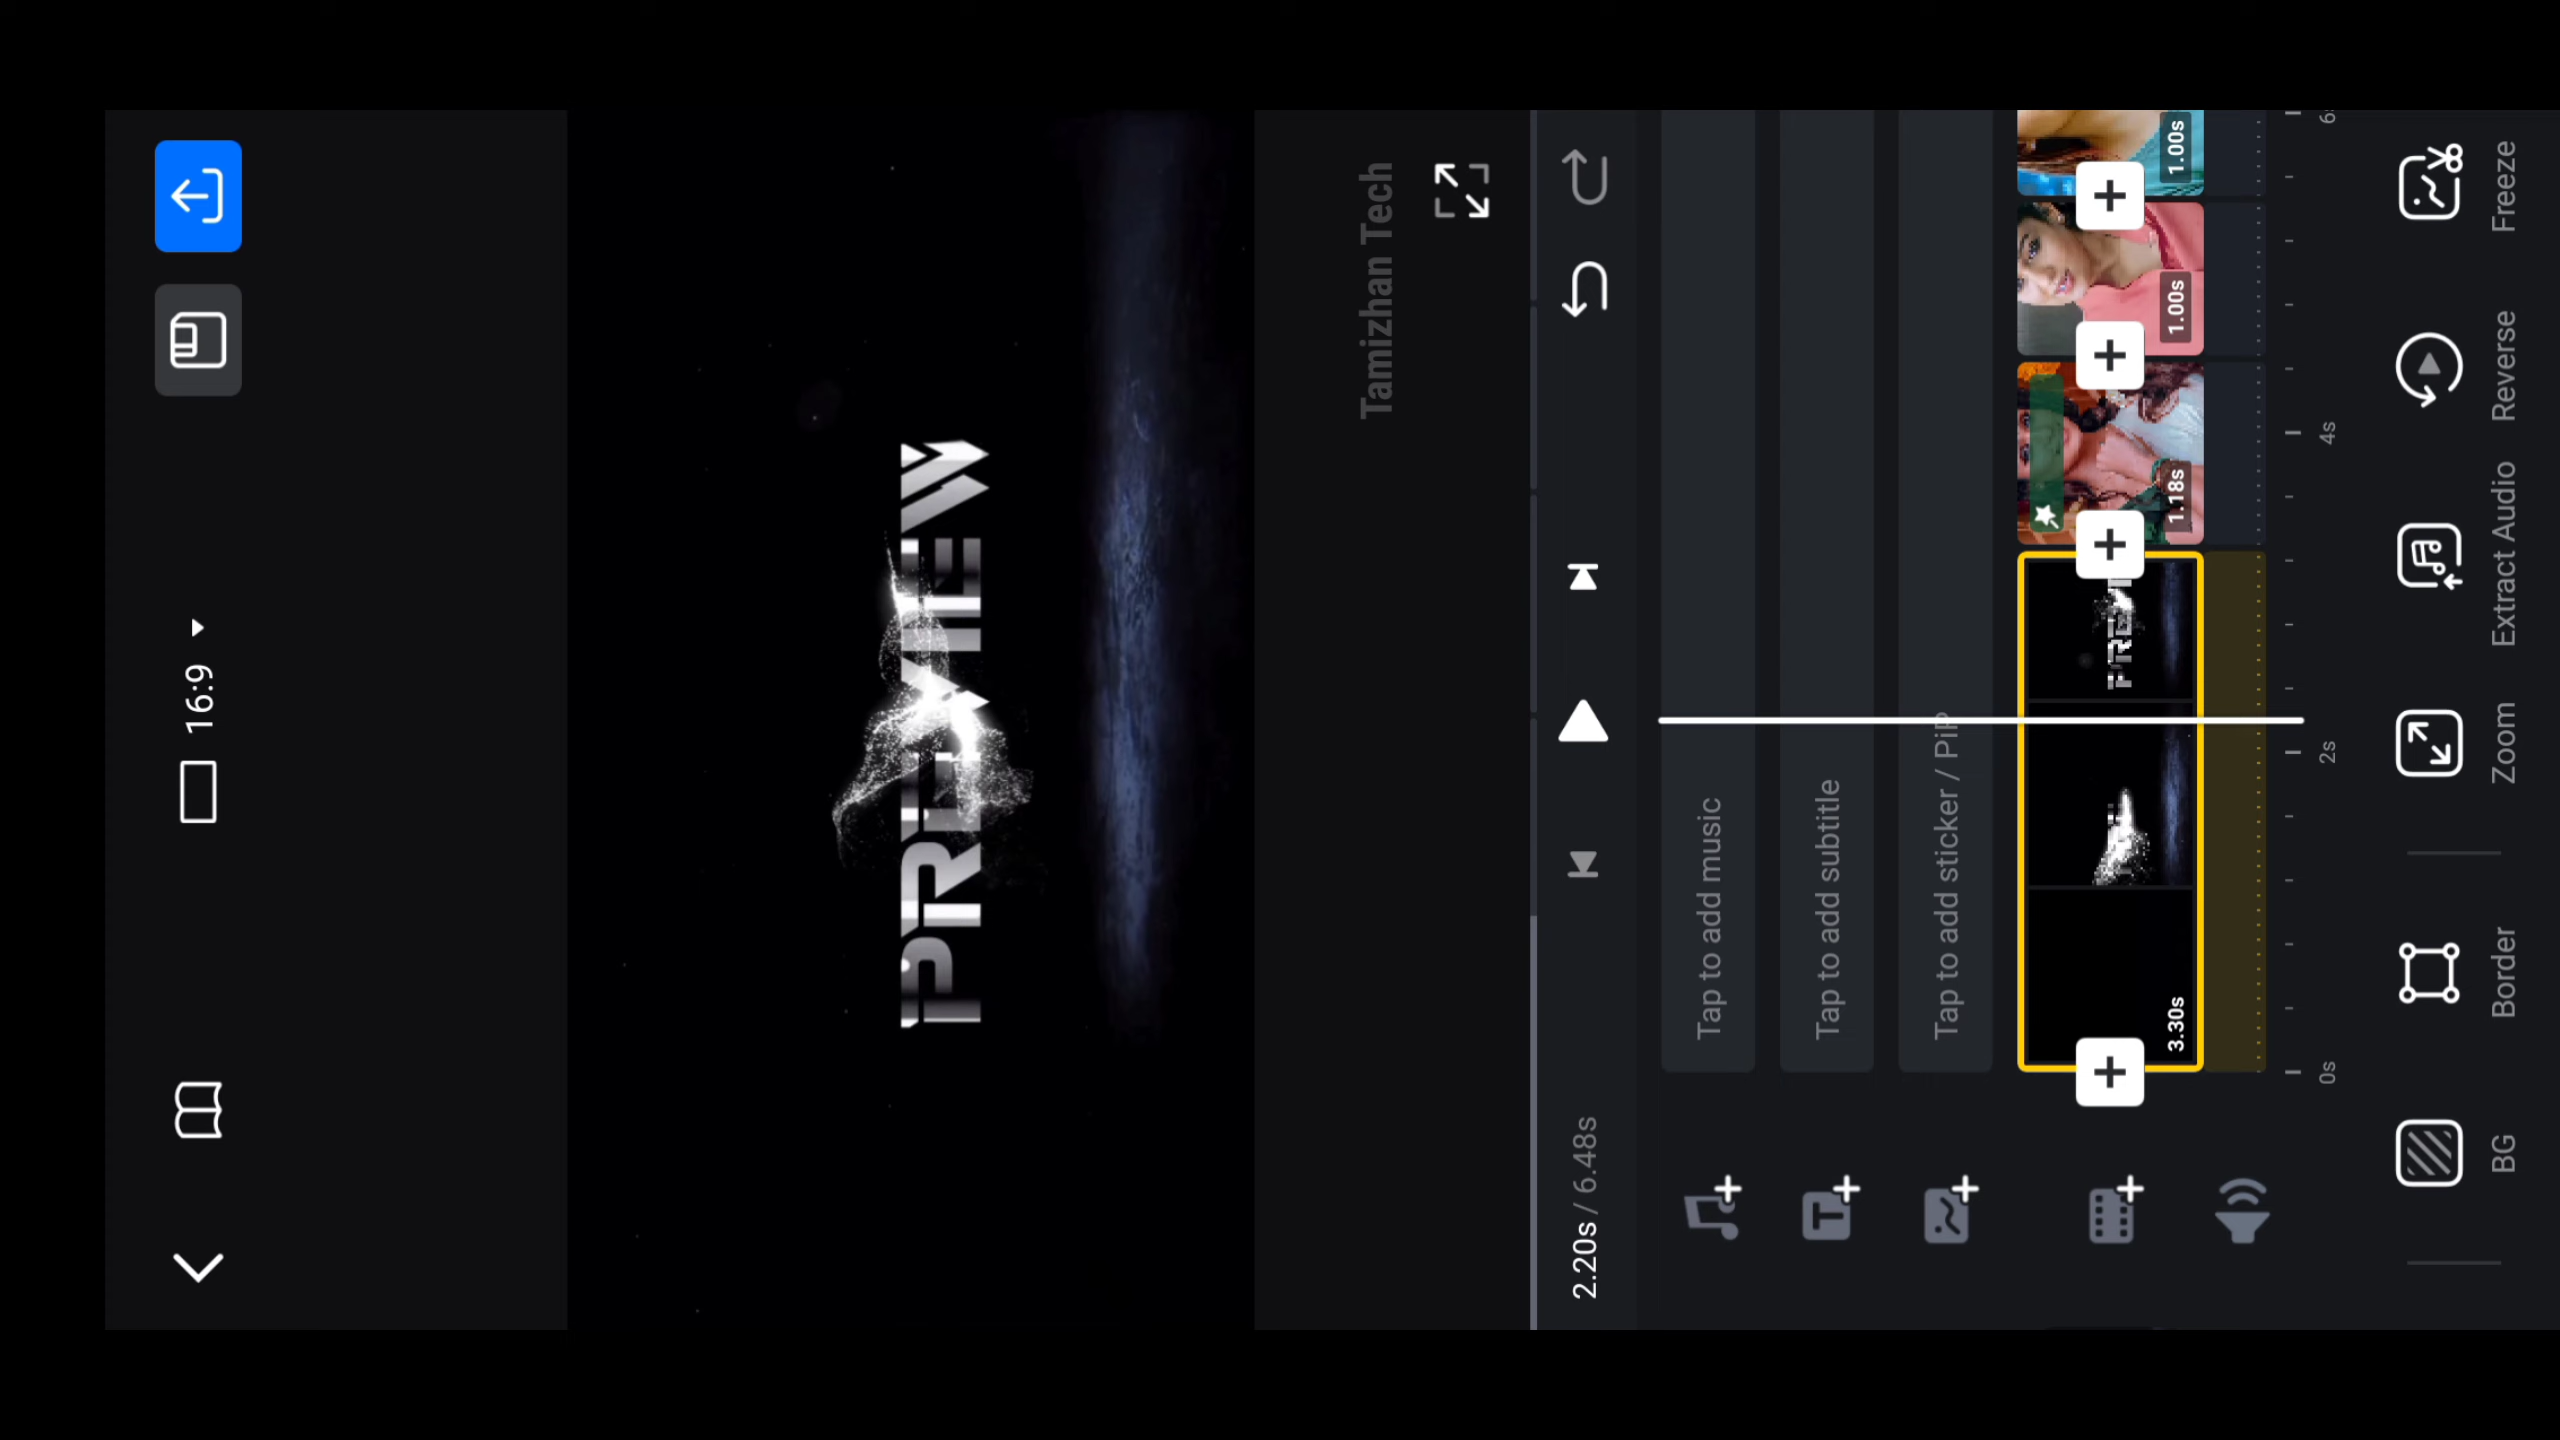 16:9
PREVIEW
Tamizhan Tech
2.20s / 6.48s
Tap to add music
Tap to add subtitle
Tap to add sticker / PiP
3.30s
1.18s
1.00s
1.00s
0s
2s
4s
BG
Border
Zoom
Extract Audio
Reverse
Freeze